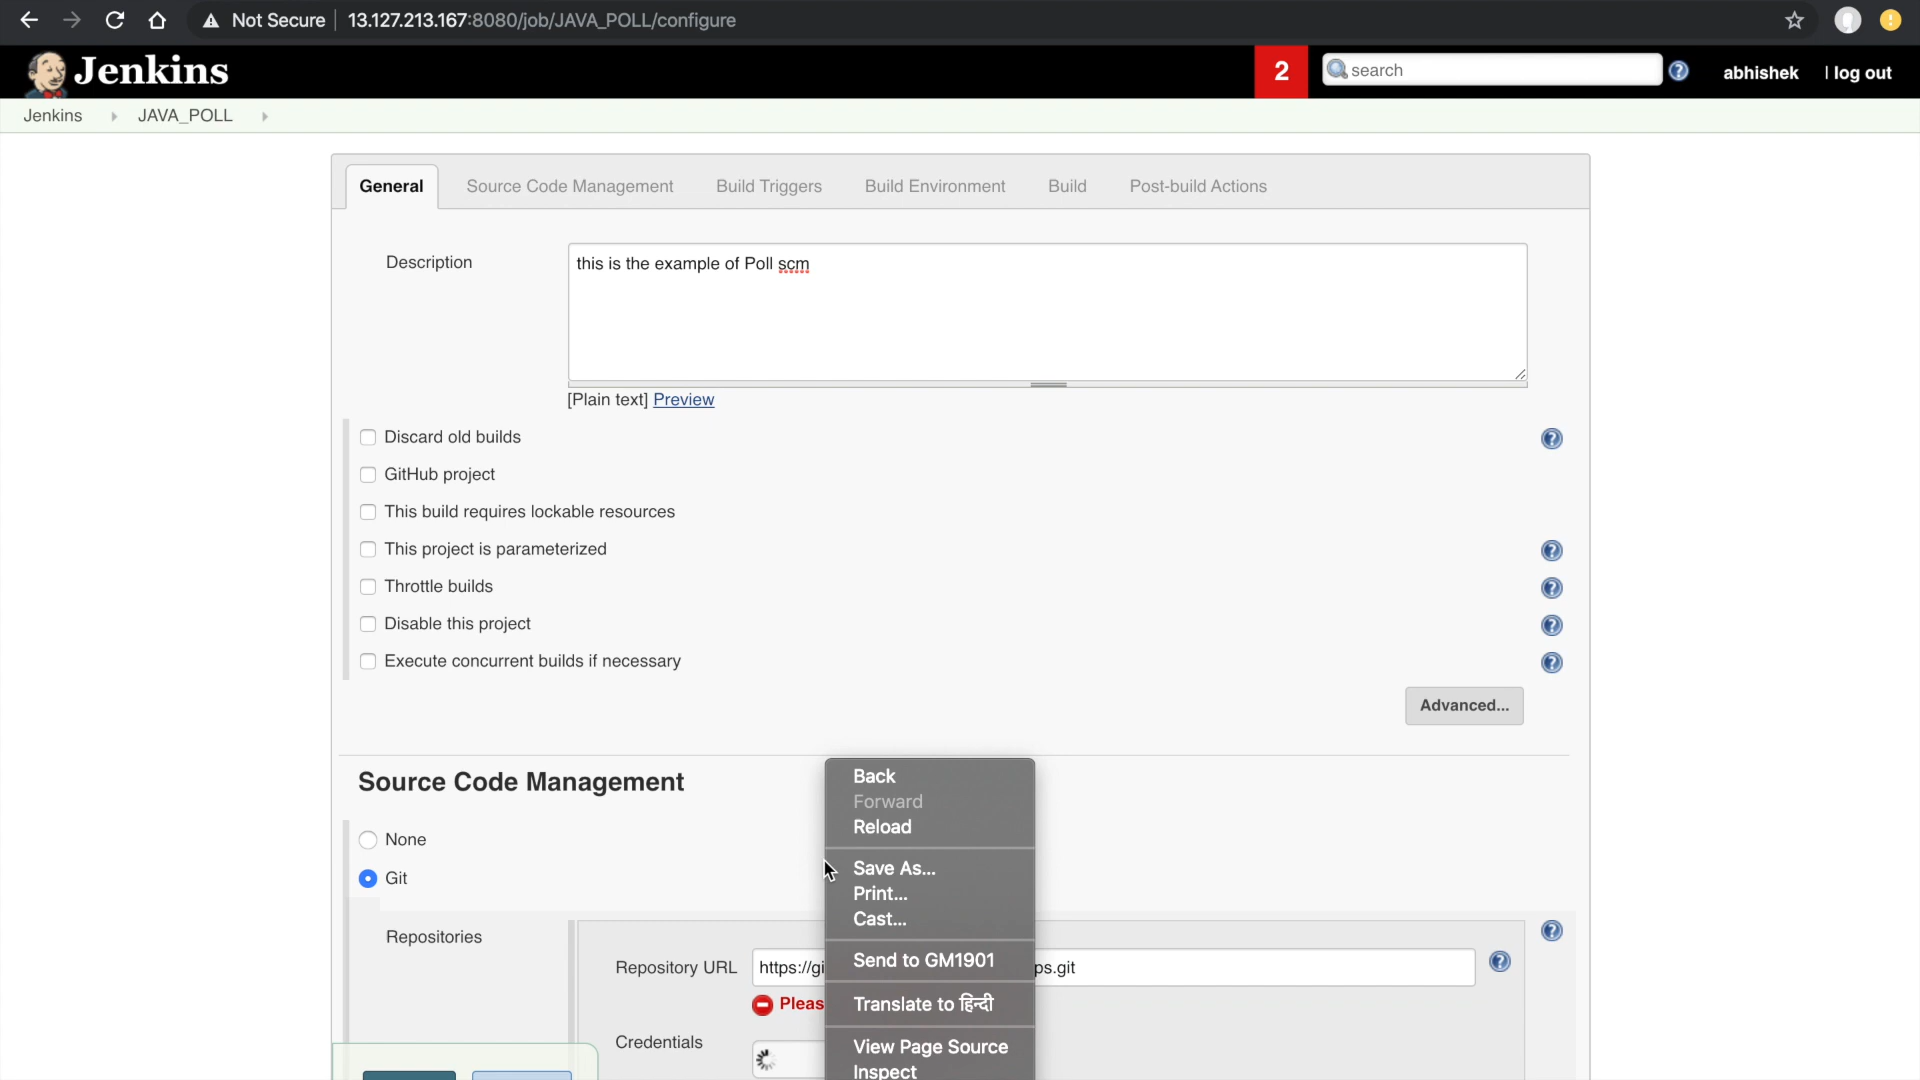 Not Secure 13.127.213.167:8080/job/JAVA_POLL/configure
Jenkins 2 search abhishek | log out
Jenkins JAVA_POLL
General Source Code Management Build Triggers Build Environment Build Post-build Actions
Description this is the example of Poll scm
[Plain text] Preview
Discard old builds
GitHub project
This build requires lockable resources
This project is parameterized
Throttle builds
Disable this project
Execute concurrent builds if necessary
Advanced...
Source Code Management
None
Git
Repositories
Repository URL https://gi ps.git
Pleas
Credentials
Back
Forward
Reload
Save As...
Print...
Cast...
Send to GM1901
Translate to हिन्दी
View Page Source
Inspect